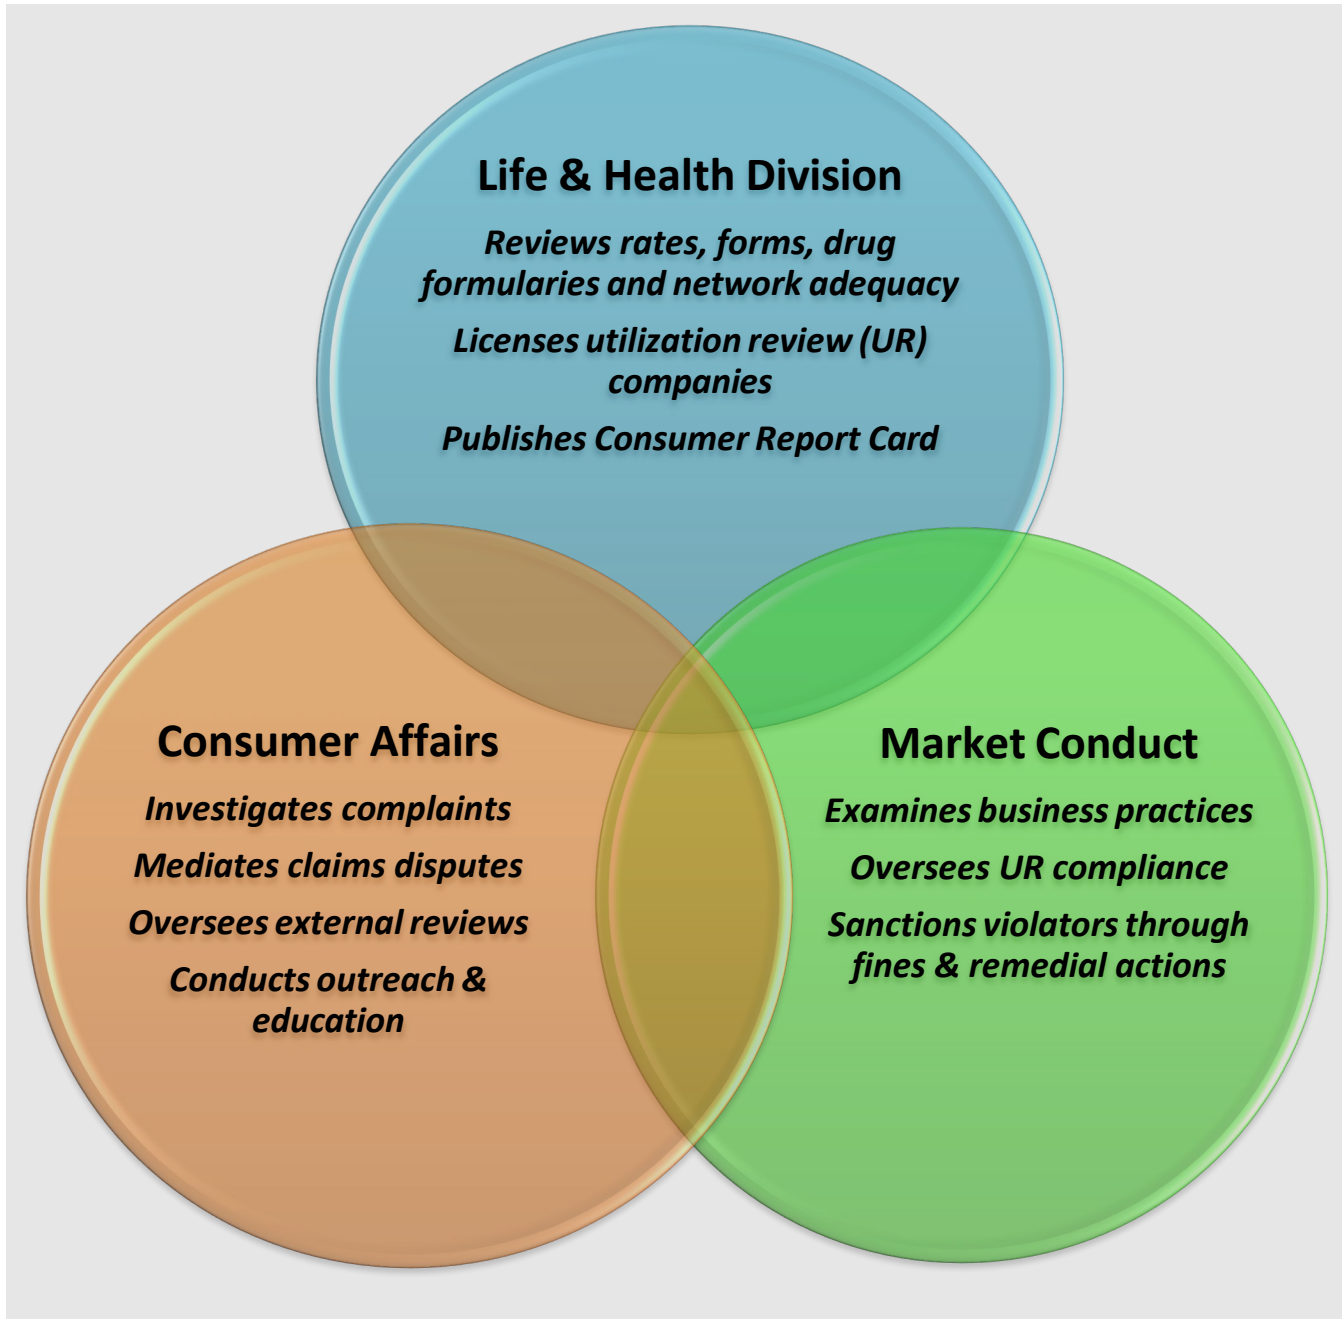 Life & Health Division
Reviews rates, forms, drug
formularies and network adequacy
Licenses utilization review (UR)
companies
Publishes Consumer Report Card
Consumer Affairs
Investigates complaints
Mediates claims disputes
Oversees external reviews
Conducts outreach &
education
Market Conduct
Examines business practices
Oversees UR compliance
Sanctions violators through
fines & remedial actions